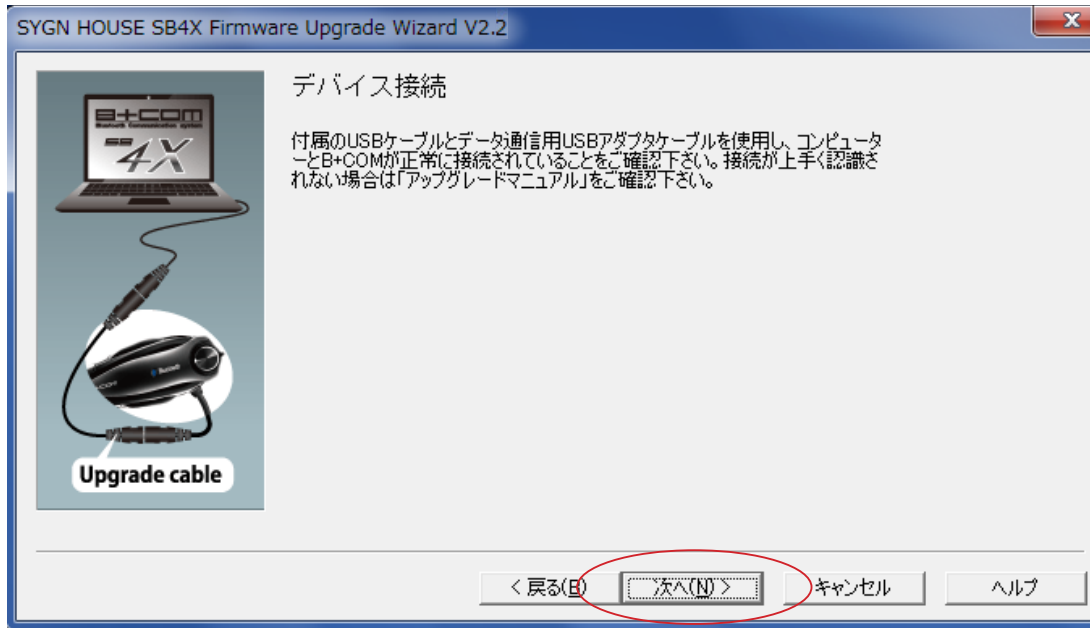 SYGN HOUSE SB4X Firmware Upgrade Wizard V2.2
デバイス接続
付属のUSBケーブルとデータ通信用USBアダプタケーブルを使用し、コンピュータ
ーとB+COMが正常に接続されていることをご確認下さい。接続が上手く認識さ
れない場合は「アップグレードマニュアル」をご確認下さい。
B+COM
SB
4X
Upgrade cable
< 戻る(B)
次へ(N) >
キャンセル
ヘルプ